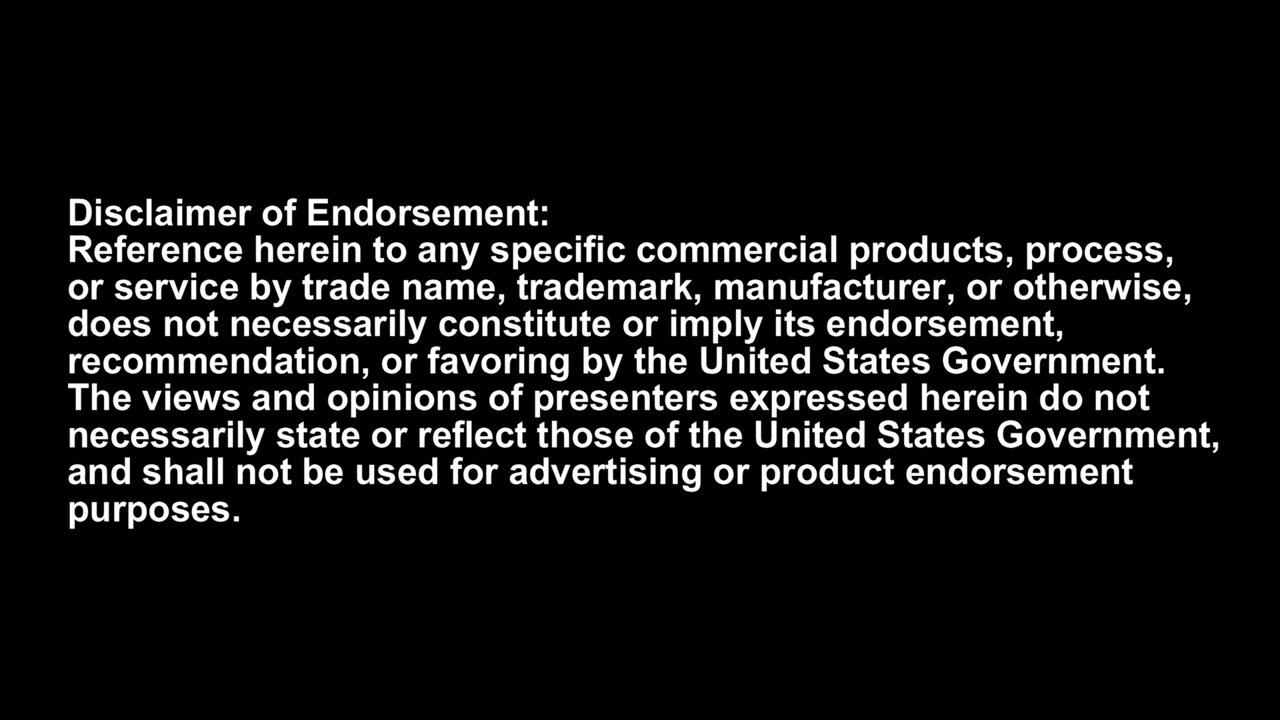 Disclaimer of Endorsement:
Reference herein to any specific commercial products, process,
or service by trade name, trademark, manufacturer, or otherwise,
does not necessarily constitute or imply its endorsement,
recommendation, or favoring by the United States Government.
The views and opinions of presenters expressed herein do not
necessarily state or reflect those of the United States Government,
and shall not be used for advertising or product endorsement
purposes.